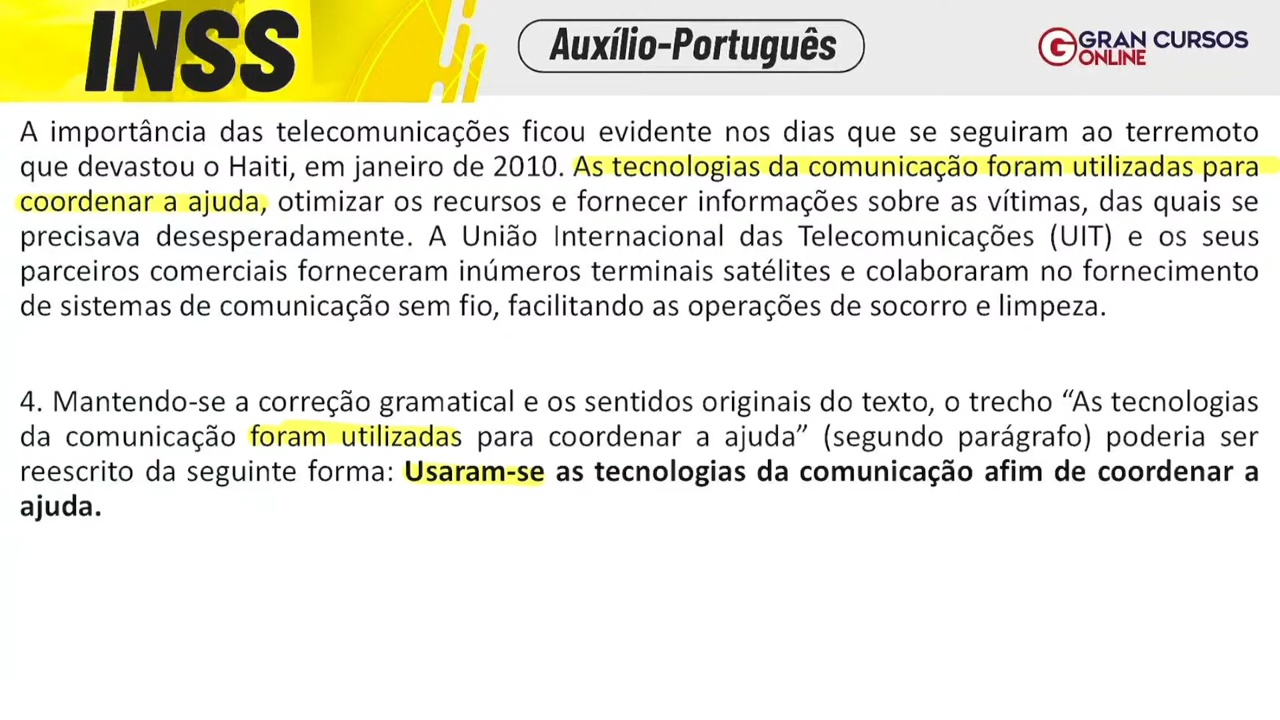 INSS
Auxílio-Português
GRAN CURSOS
ONLINE
A importância das telecomunicações ficou evidente nos dias que se seguiram ao terremoto
que devastou o Haiti, em janeiro de 2010. As tecnologias da comunicação foram utilizadas para
coordenar a ajuda, otimizar os recursos e fornecer informações sobre as vítimas, das quais se
precisava desesperadamente. A União Internacional das Telecomunicações (UIT) e os seus
parceiros comerciais forneceram inúmeros terminais satélites e colaboraram no fornecimento
de sistemas de comunicação sem fio, facilitando as operações de socorro e limpeza.
4. Mantendo-se a correção gramatical e os sentidos originais do texto, o trecho “As tecnologias
da comunicação foram utilizadas para coordenar a ajuda” (segundo parágrafo) poderia ser
reescrito da seguinte forma: Usaram-se as tecnologias da comunicação afim de coordenar a
ajuda.